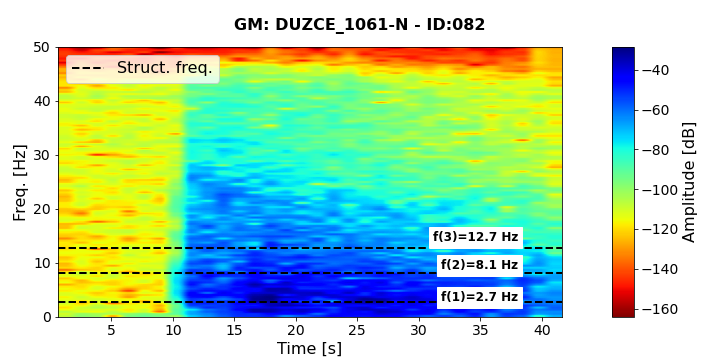 GM: DUZCE_1061-N - ID:082
50
40
30
20
10
0
Freq. [Hz]
Struct. freq.
f(3)=12.7 Hz
f(2)=8.1 Hz
f(1)=2.7 Hz
5 10 15 20 25 30 35 40
Time [s]
−40
−60
−80
−100
−120
−140
−160
Amplitude [dB]